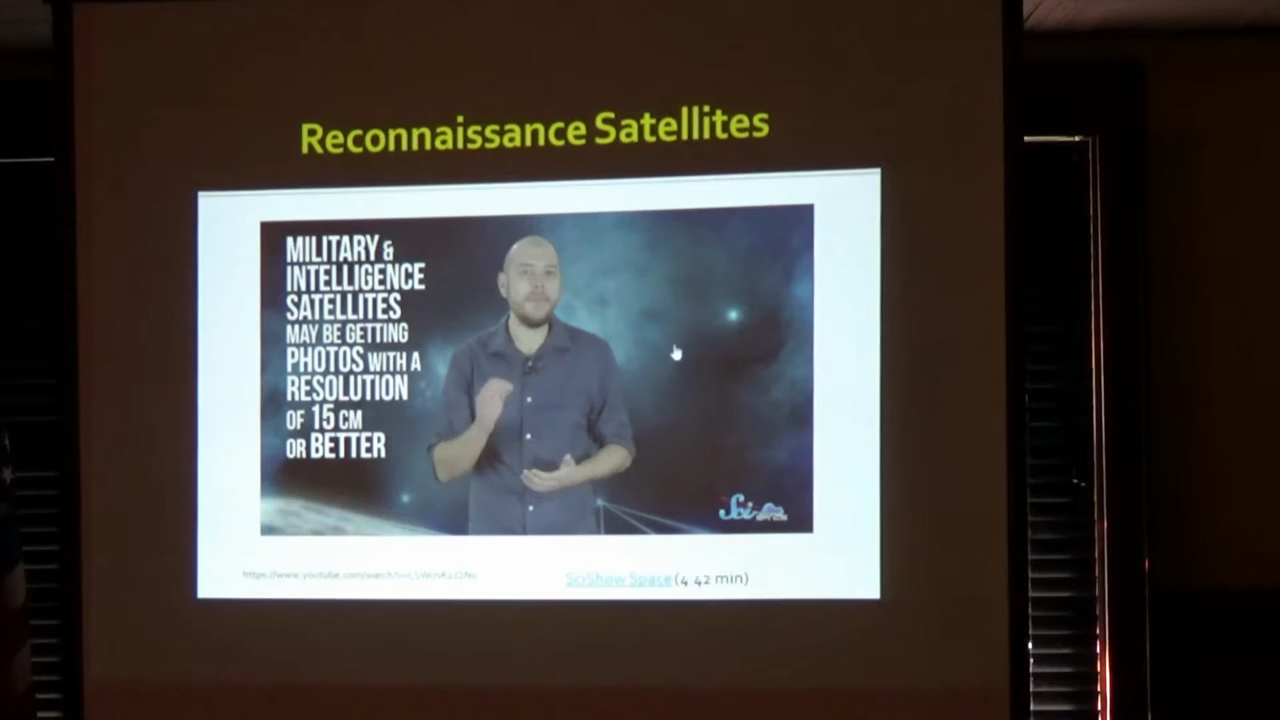 Reconnaissance Satellites
MILITARY &
INTELLIGENCE
SATELLITES
MAY BE GETTING
PHOTOS WITH A
RESOLUTION
OF 15 CM
OR BETTER
Sci
SciShow Space (4 42 min)